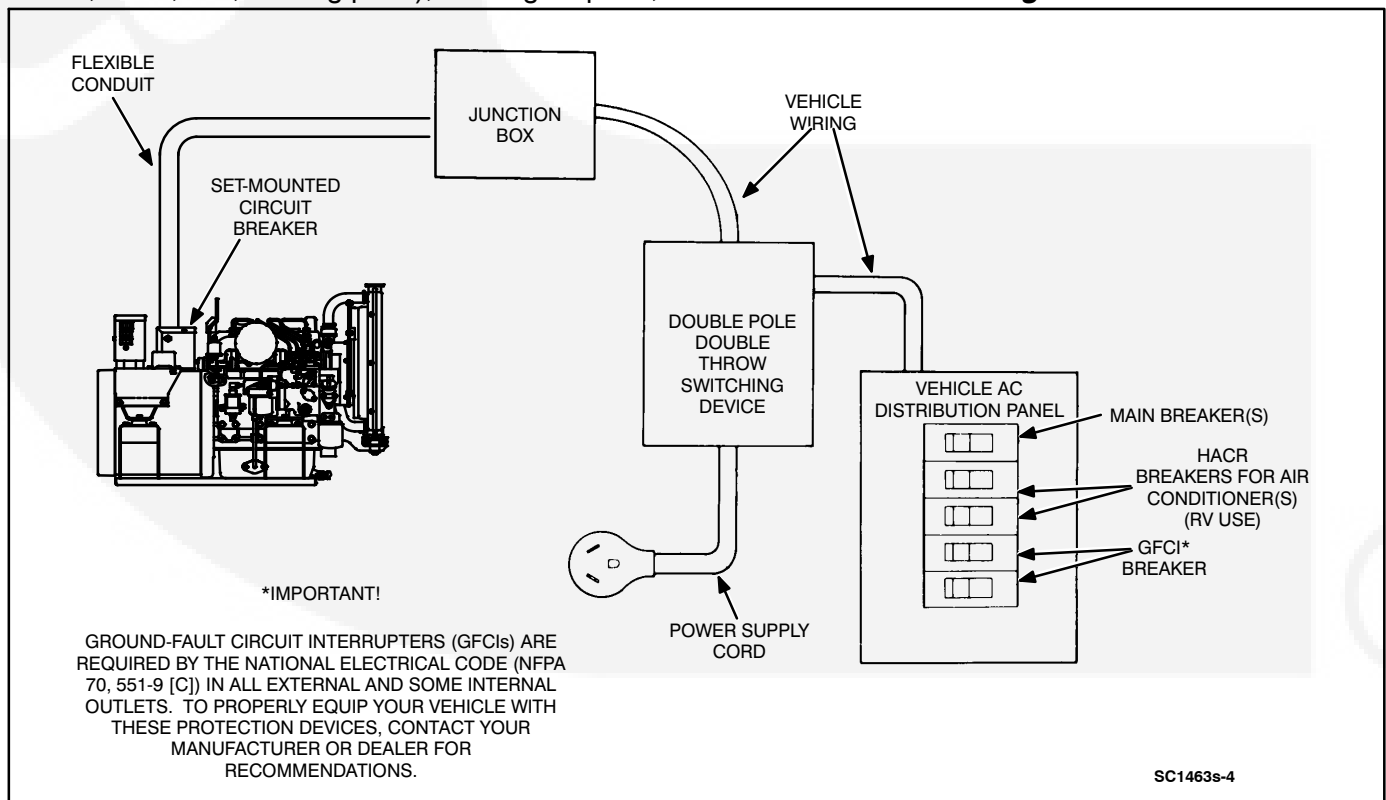 FLEXIBLE
CONDUIT
JUNCTION
BOX
VEHICLE
WIRING
SET-MOUNTED
CIRCUIT
BREAKER
DOUBLE POLE
DOUBLE
THROW
SWITCHING
DEVICE
VEHICLE AC
DISTRIBUTION PANEL
MAIN BREAKER(S)
HACR
BREAKERS FOR AIR
CONDITIONER(S)
(RV USE)
GFCI*
BREAKER
POWER SUPPLY
CORD
*IMPORTANT!
GROUND-FAULT CIRCUIT INTERRUPTERS (GFCIs) ARE
REQUIRED BY THE NATIONAL ELECTRICAL CODE (NFPA
70, 551-9 [C]) IN ALL EXTERNAL AND SOME INTERNAL
OUTLETS. TO PROPERLY EQUIP YOUR VEHICLE WITH
THESE PROTECTION DEVICES, CONTACT YOUR
MANUFACTURER OR DEALER FOR
RECOMMENDATIONS.
SC1463s-4